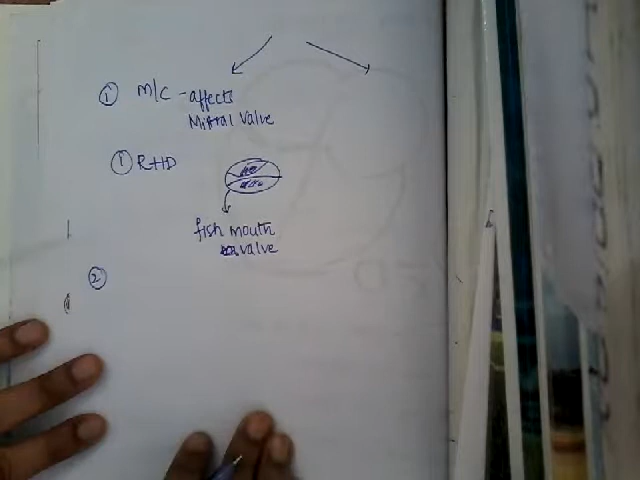 ① M/C - affects
Mitral Valve
① RHD
fish mouth
valve
②